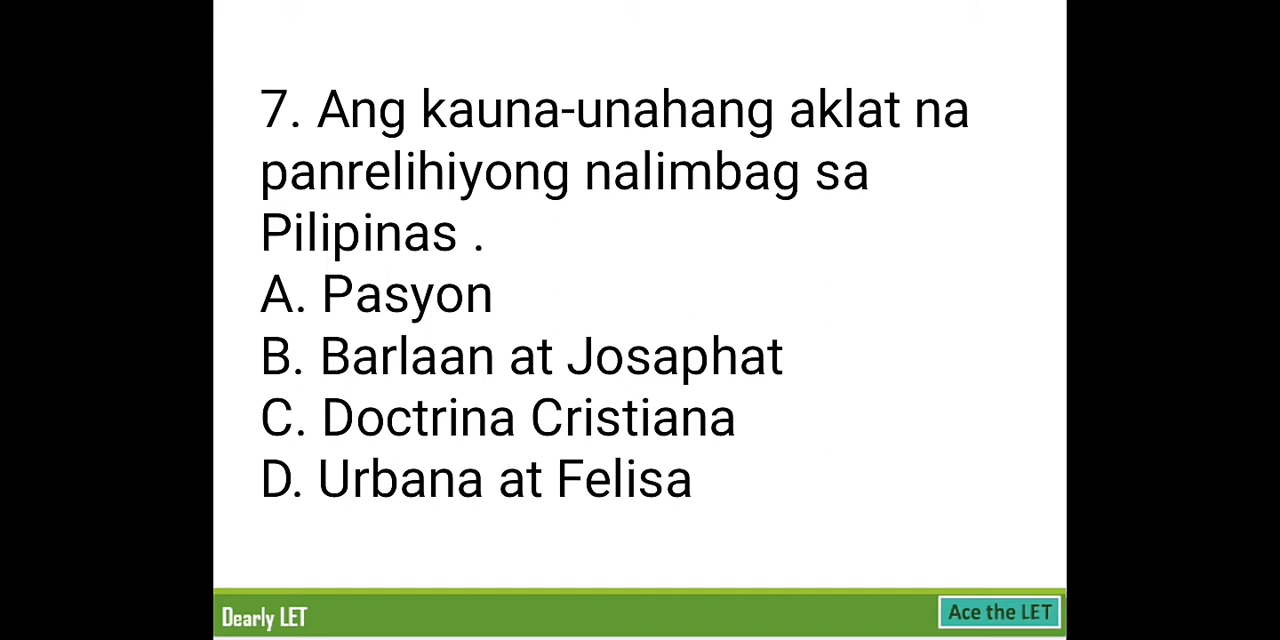 7. Ang kauna-unahang aklat na
panrelihiyong nalimbag sa
Pilipinas .
A. Pasyon
B. Barlaan at Josaphat
C. Doctrina Cristiana
D. Urbana at Felisa
Dearly LET
Ace the LET